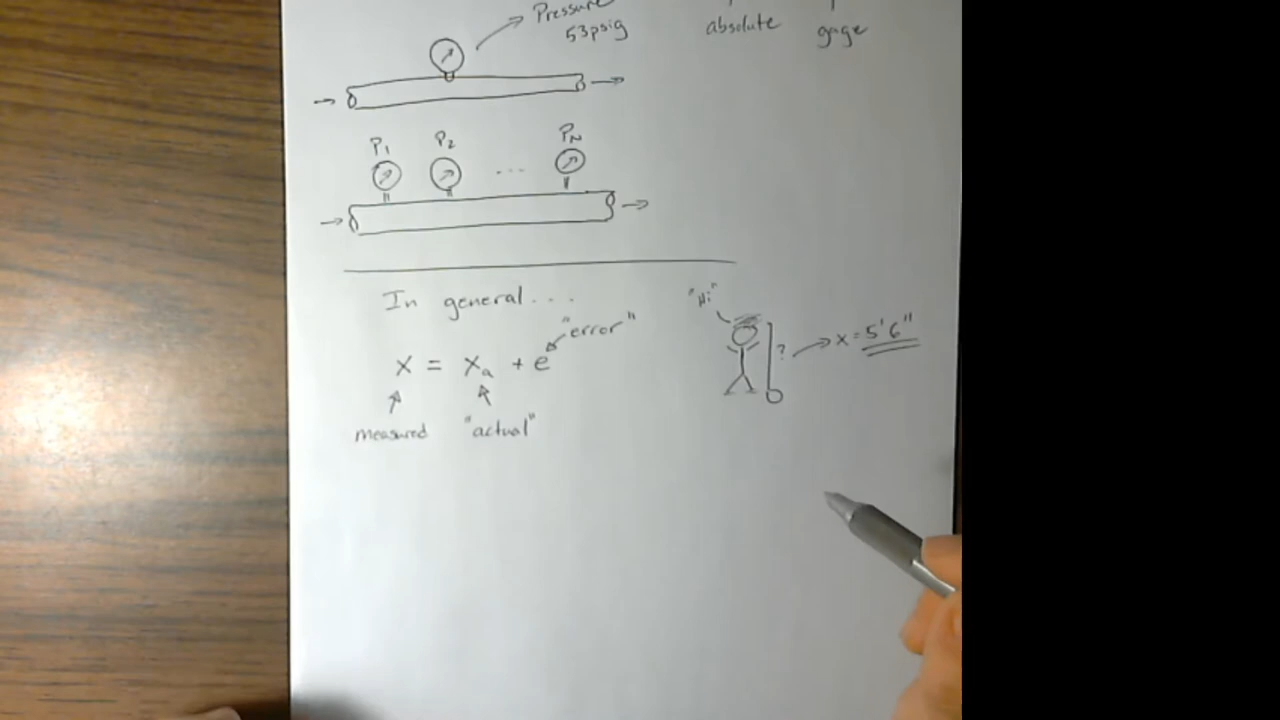 Pressure
53psig
absolute
gage
P1 P2 ... PN
In general...
"error"
x = xa + e
measured "actual"
"Hi"
? x = 5'6"